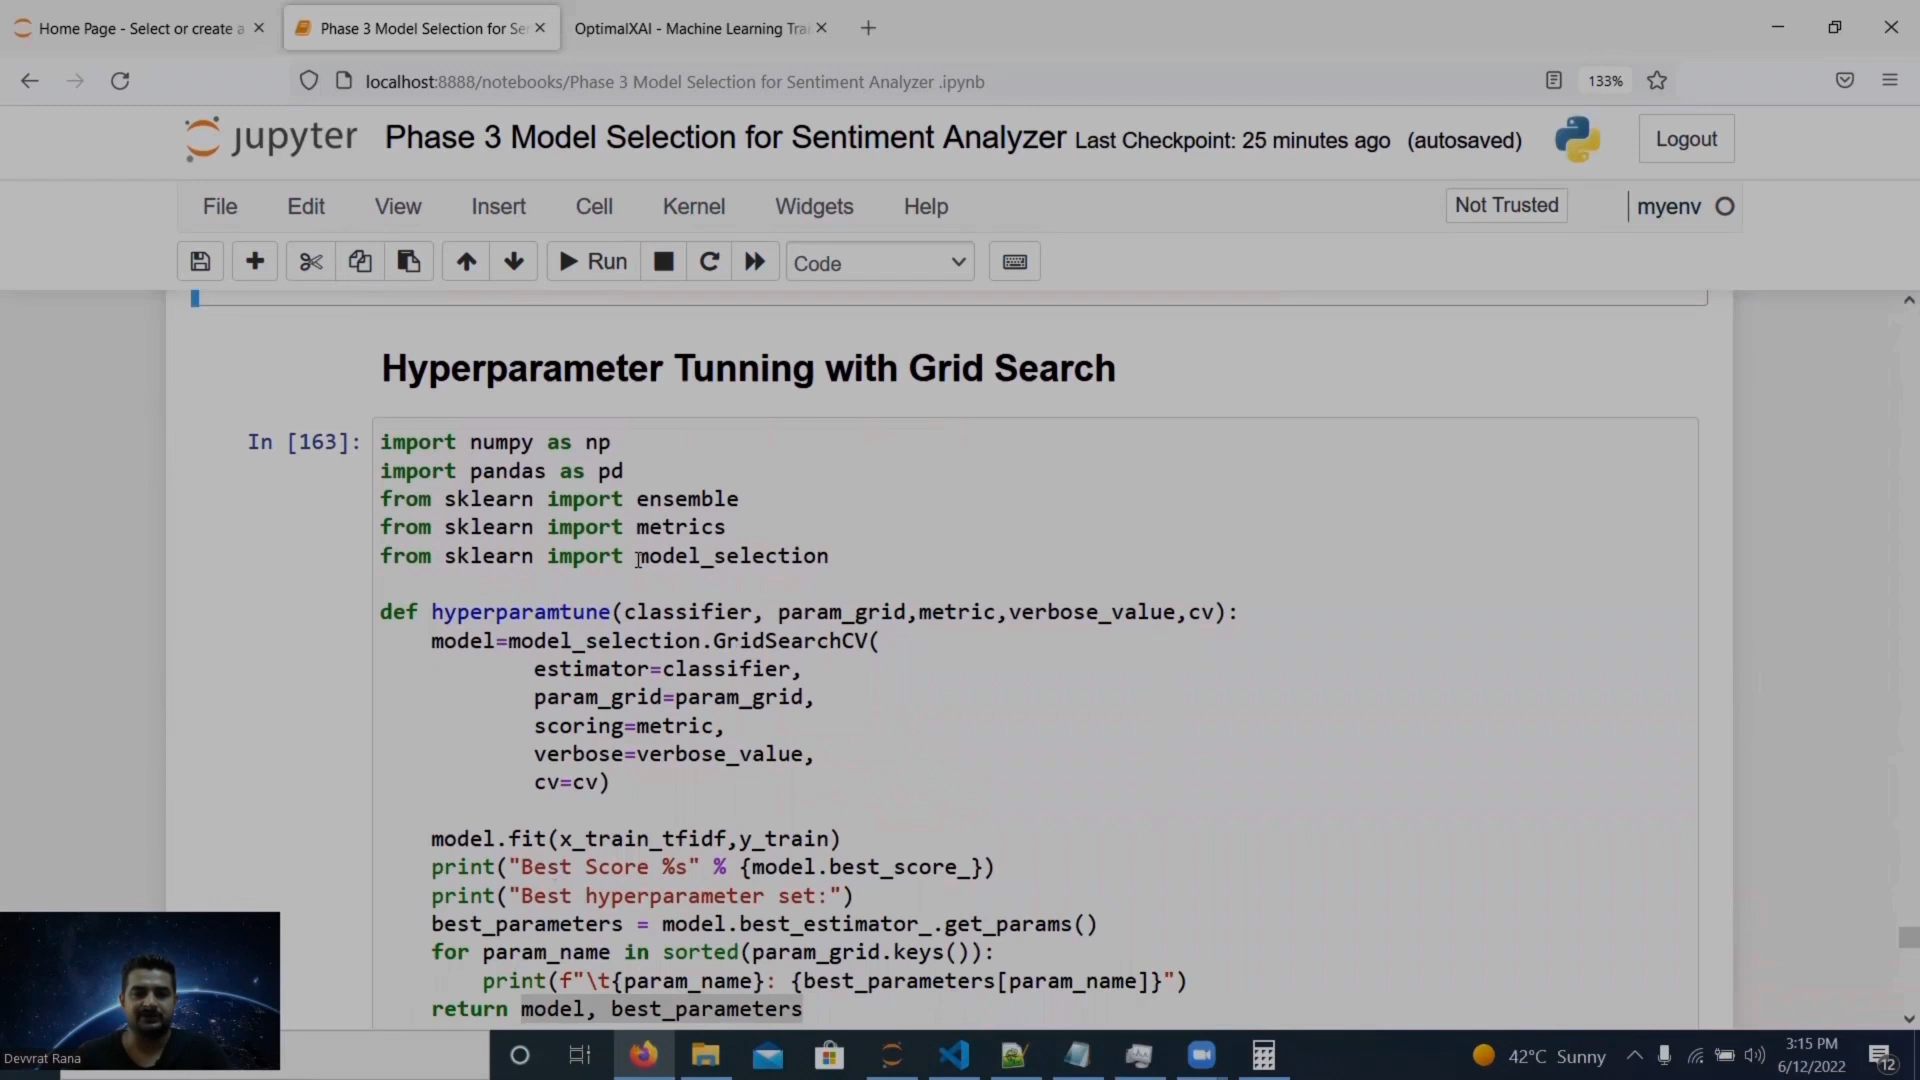 Home Page - Select or create a
Phase 3 Model Selection for Sen
OptimalXAI - Machine Learning Trai
localhost:8888/notebooks/Phase 3 Model Selection for Sentiment Analyzer .ipynb
133%
jupyter Phase 3 Model Selection for Sentiment Analyzer Last Checkpoint: 25 minutes ago (autosaved)
Logout
File Edit View Insert Cell Kernel Widgets Help
Not Trusted
myenv
Run
Code
Hyperparameter Tunning with Grid Search
In [163]:
import numpy as np
import pandas as pd
from sklearn import ensemble
from sklearn import metrics
from sklearn import model_selection
def hyperparamtune(classifier, param_grid,metric,verbose_value,cv):
model=model_selection.GridSearchCV(
estimator=classifier,
param_grid=param_grid,
scoring=metric,
verbose=verbose_value,
cv=cv)
model.fit(x_train_tfidf,y_train)
print("Best Score %s" % {model.best_score_})
print("Best hyperparameter set:")
best_parameters = model.best_estimator_.get_params()
for param_name in sorted(param_grid.keys()):
print(f"\t{param_name}: {best_parameters[param_name]}")
return model, best_parameters
Devvrat Rana
42°C Sunny
3:15 PM
6/12/2022
12